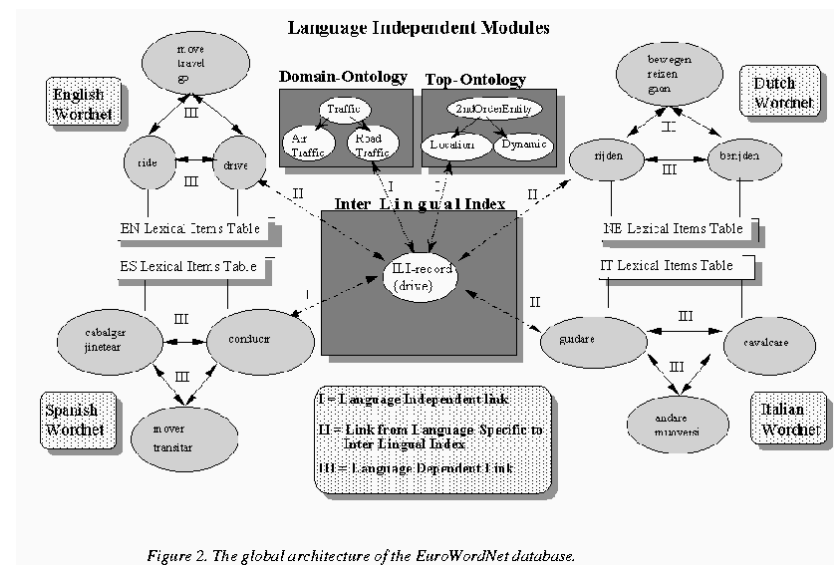 Language Independent Modules
move
travel
go
English
Wordnet
III
ride
III
drive
Domain-Ontology
Traffic
Air
Traffic
Road
Traffic
Top-Ontology
2ndOrderEntity
Location
Dynamic
bewegen
reizen
gaan
Dutch
Wordnet
rijden
III
berijden
II
I
II
EN Lexical Items Table
ES Lexical Items Table
Inter Lingual Index
ILI-record
{drive}
NE Lexical Items Table
IT Lexical Items Table
I
II
cabalgar
jinetear
III
conducir
III
mover
transitar
Spanish
Wordnet
guidare
III
cavalcare
III
andare
muoversi
Italian
Wordnet
I = Language Independent link
II = Link from Language Specific to
Inter Lingual Index
III = Language Dependent Link
Figure 2. The global architecture of the EuroWordNet database.